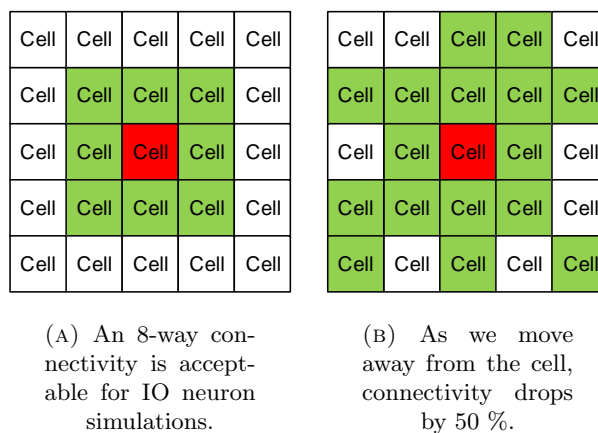 Cell Cell Cell Cell Cell
Cell Cell Cell Cell Cell
Cell Cell Cell Cell Cell
Cell Cell Cell Cell Cell
Cell Cell Cell Cell Cell
(A) An 8-way con-
nectivity is accept-
able for IO neuron
simulations.
Cell Cell Cell Cell Cell
Cell Cell Cell Cell Cell
Cell Cell Cell Cell Cell
Cell Cell Cell Cell Cell
Cell Cell Cell Cell Cell
(B) As we move
away from the cell,
connectivity drops
by 50 %.